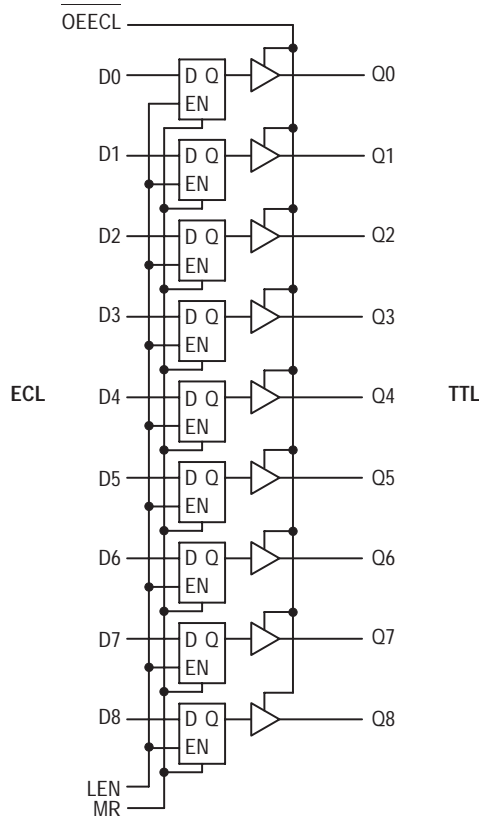 OEECL
D0 D Q Q0
EN
D1 D Q Q1
EN
D2 D Q Q2
EN
D3 D Q Q3
EN
ECL D4 D Q Q4 TTL
EN
D5 D Q Q5
EN
D6 D Q Q6
EN
D7 D Q Q7
EN
D8 D Q Q8
EN
LEN
MR